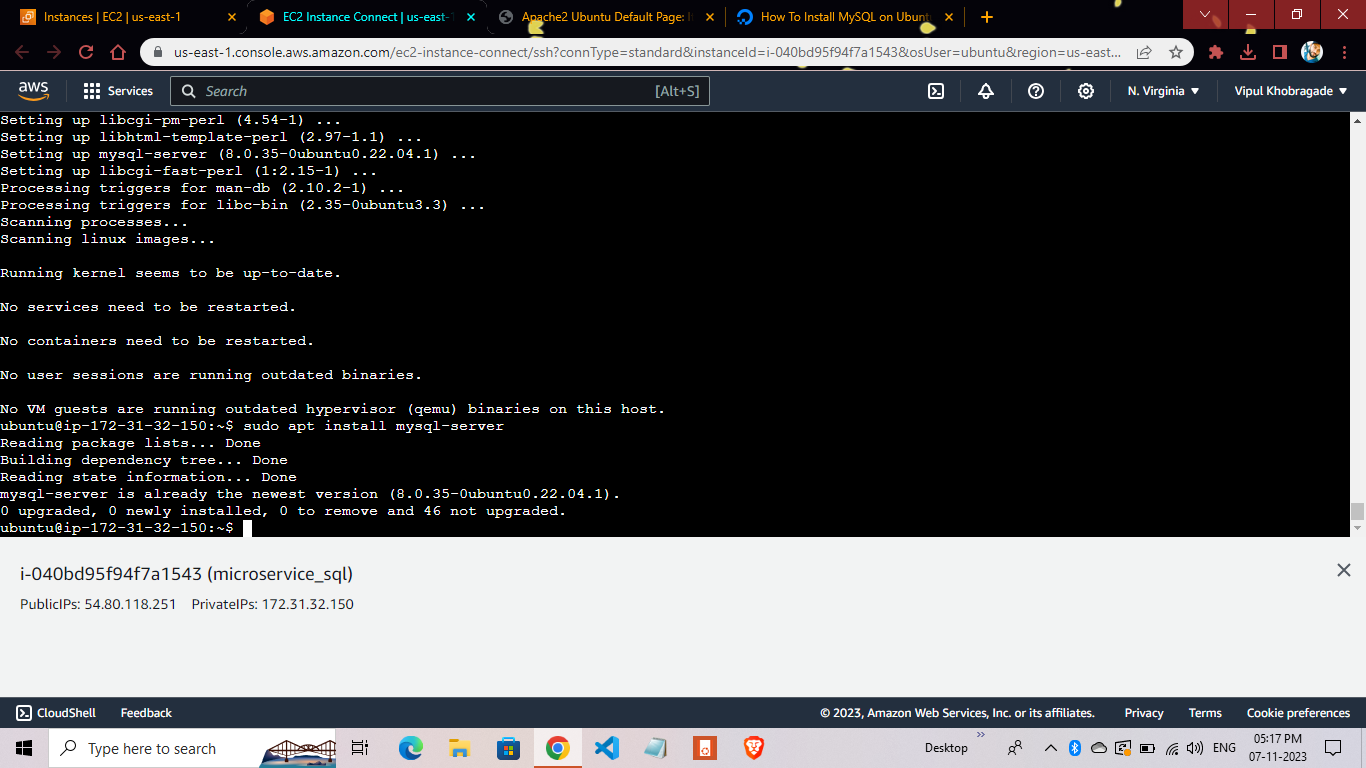 Instances | EC2 | us-east-1
EC2 Instance Connect | us-east-1
Apache2 Ubuntu Default Page: It
How To Install MySQL on Ubuntu
us-east-1.console.aws.amazon.com/ec2-instance-connect/ssh?connType=standard&instanceId=i-040bd95f94f7a1543&osUser=ubuntu&region=us-east...
aws
Services
Search
[Alt+S]
N. Virginia
Vipul Khobragade
Setting up libcgi-pm-perl (4.54-1) ...
Setting up libhtml-template-perl (2.97-1.1) ...
Setting up mysql-server (8.0.35-0ubuntu0.22.04.1) ...
Setting up libcgi-fast-perl (1:2.15-1) ...
Processing triggers for man-db (2.10.2-1) ...
Processing triggers for libc-bin (2.35-0ubuntu3.3) ...
Scanning processes...
Scanning linux images...
Running kernel seems to be up-to-date.
No services need to be restarted.
No containers need to be restarted.
No user sessions are running outdated binaries.
No VM guests are running outdated hypervisor (qemu) binaries on this host.
ubuntu@ip-172-31-32-150:~$ sudo apt install mysql-server
Reading package lists... Done
Building dependency tree... Done
Reading state information... Done
mysql-server is already the newest version (8.0.35-0ubuntu0.22.04.1).
0 upgraded, 0 newly installed, 0 to remove and 46 not upgraded.
ubuntu@ip-172-31-32-150:~$
i-040bd95f94f7a1543 (microservice_sql)
PublicIPs: 54.80.118.251 PrivateIPs: 172.31.32.150
CloudShell
Feedback
© 2023, Amazon Web Services, Inc. or its affiliates.
Privacy
Terms
Cookie preferences
Type here to search
Desktop
ENG
05:17 PM
07-11-2023